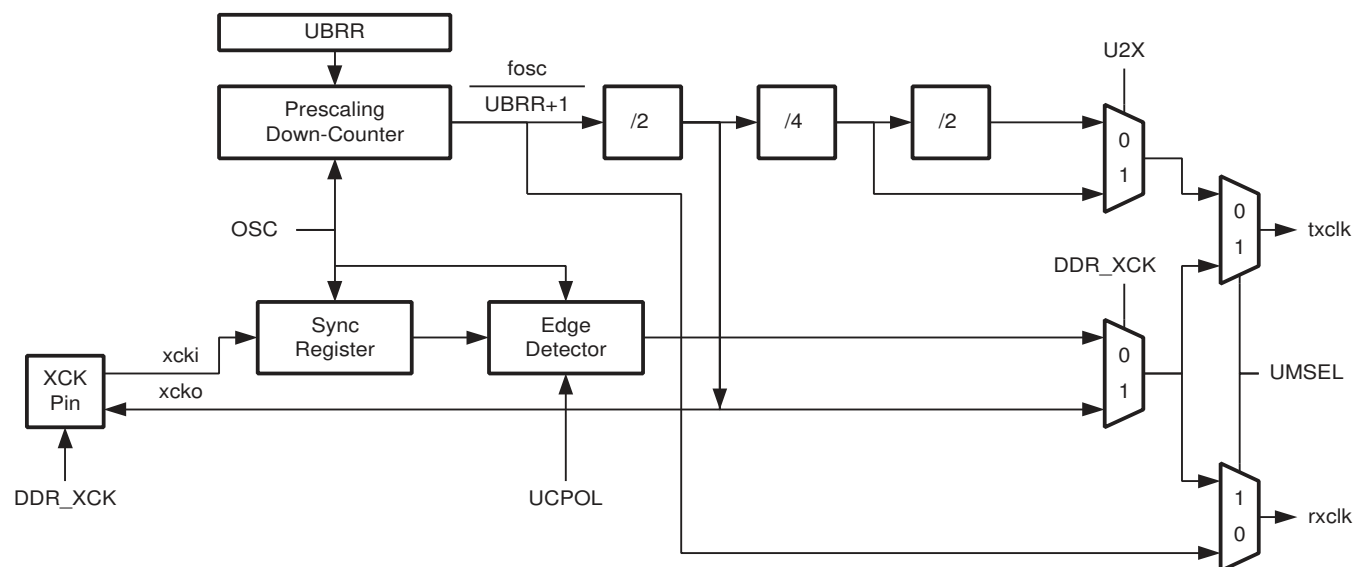 UBRR
fosc
U2X
Prescaling
Down-Counter
UBRR+1
/2
/4
/2
0
1
OSC
0
1
txclk
DDR_XCK
Sync
Register
Edge
Detector
xcki
0
1
UMSEL
XCK
Pin
xcko
DDR_XCK
UCPOL
1
0
rxclk